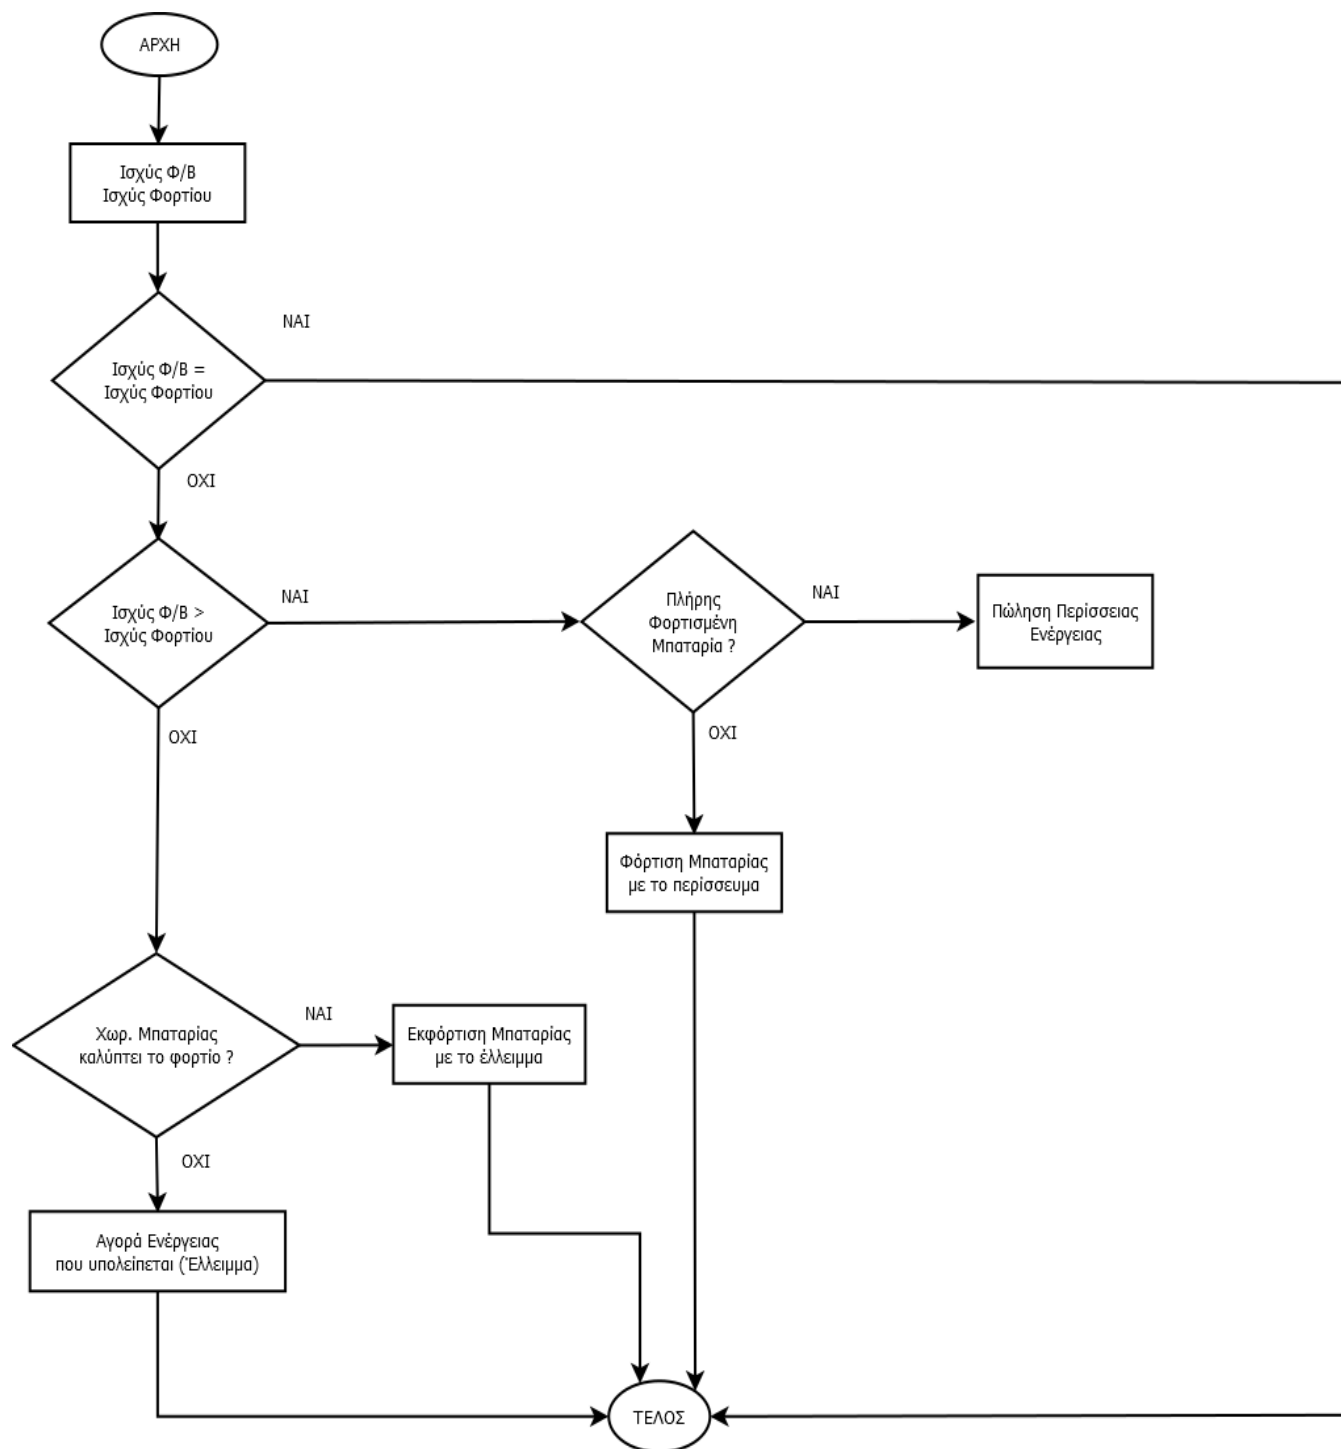 ΑΡΧΗ
Ισχύς Φ/Β
Ισχύς Φορτίου
ΝΑΙ
Ισχύς Φ/Β =
Ισχύς Φορτίου
ΟΧΙ
Ισχύς Φ/Β >
Ισχύς Φορτίου
ΝΑΙ
Πλήρης
Φορτισμένη
Μπαταρία ?
ΝΑΙ
Πώληση Περίσσειας
Ενέργειας
ΟΧΙ
ΟΧΙ
Φόρτιση Μπαταρίας
με το περίσσευμα
Χωρ. Μπαταρίας
καλύπτει το φορτίο ?
ΝΑΙ
Εκφόρτιση Μπαταρίας
με το έλλειμμα
ΟΧΙ
Αγορά Ενέργειας
που υπολείπεται (Έλλειμμα)
ΤΕΛΟΣ